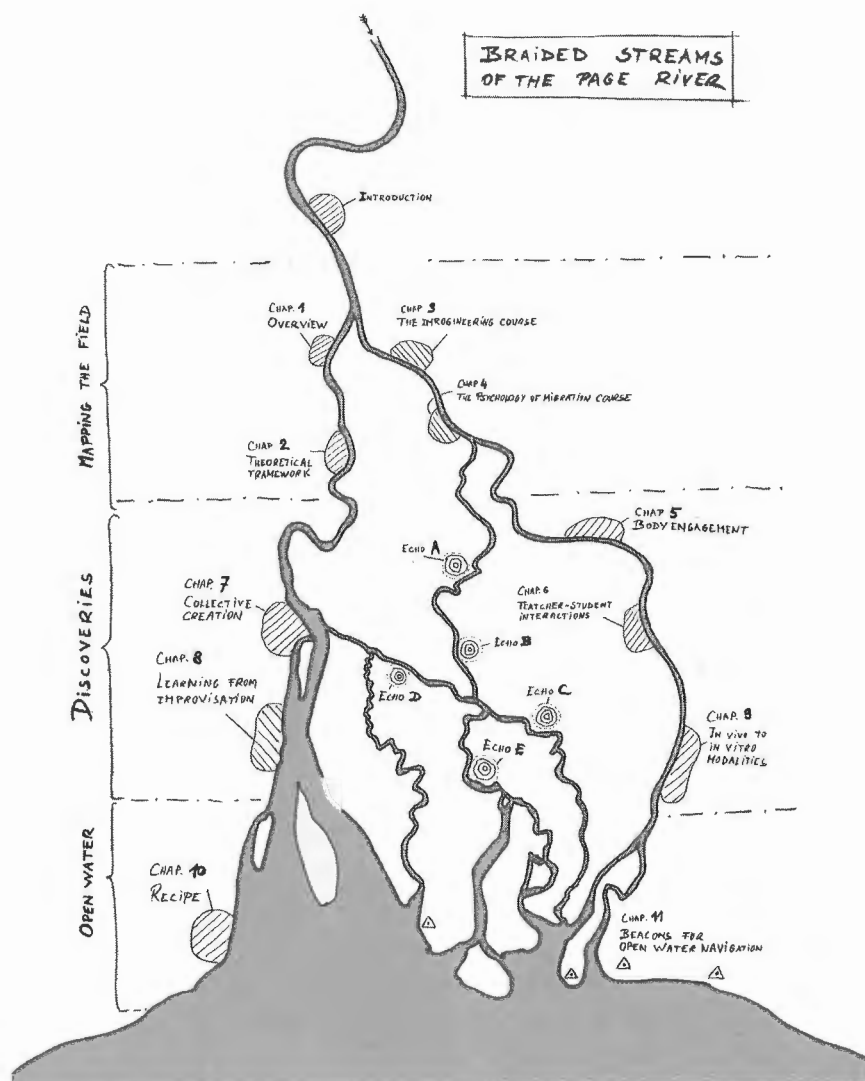 BRAIDED STREAMS
OF THE PAGE RIVER
INTRODUCTION
MAPPING THE FIELD
CHAP. 1
OVERVIEW
CHAP 3
THE IMROGINEERING COURSE
CHAP 4
THE PSYCHOLOGY OF MIGRATION COURSE
CHAP 2
THEORETICAL
FRAMEWORK
DISCOVERIES
CHAP 5
BODY ENGAGEMENT
ECHO A
CHAP. 7
COLLECTIVE
CREATION
CHAP. 6
TEATCHER-STUDENT
INTERACTIONS
ECHO B
CHAP. 8
LEARNING FROM
IMPROVISATION
ECHO D
ECHO C
CHAP. 9
IN VIVO TO
IN VITRO
MODALITIES
ECHO E
OPEN WATER
CHAP. 10
RECIPE
CHAP. 11
BEACONS FOR
OPEN WATER NAVIGATION